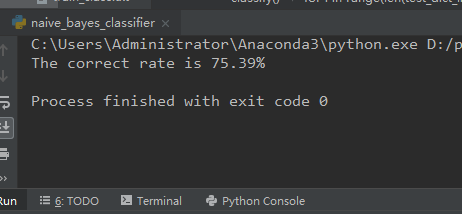 classify()
naive_bayes_classifier ×
C:\Users\Administrator\Anaconda3\python.exe D:/p
The correct rate is 75.39%
Process finished with exit code 0
Run
6: TODO
Terminal
Python Console